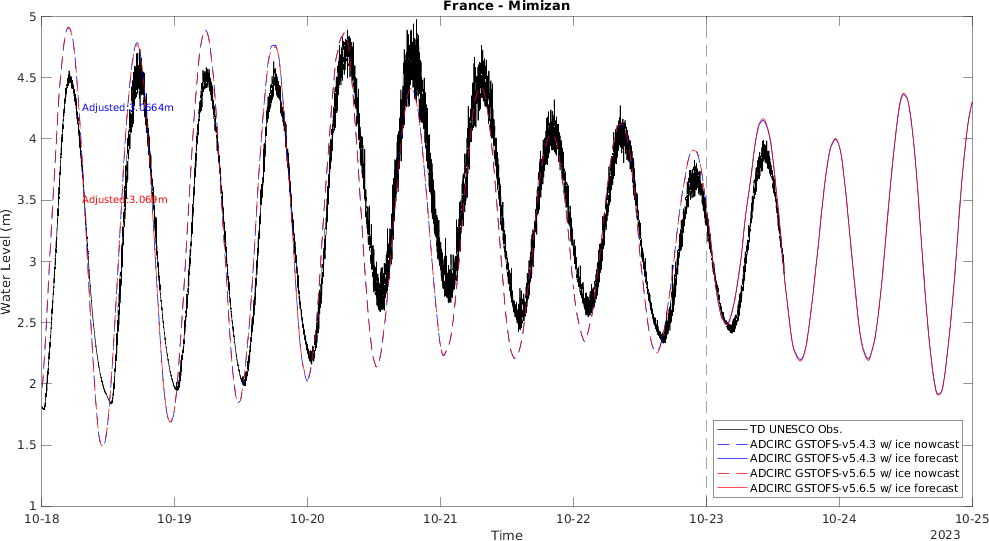 France - Mimizan
5
4.5
4
3.5
3
2.5
2
1.5
1
Water Level (m)
Adjusted:3.0664m
Adjusted:3.069m
TD UNESCO Obs.
ADCIRC GSTOFS-v5.4.3 w/ ice nowcast
ADCIRC GSTOFS-v5.4.3 w/ ice forecast
ADCIRC GSTOFS-v5.6.5 w/ ice nowcast
ADCIRC GSTOFS-v5.6.5 w/ ice forecast
10-18 10-19 10-20 10-21 10-22 10-23 10-24 10-25
Time
2023